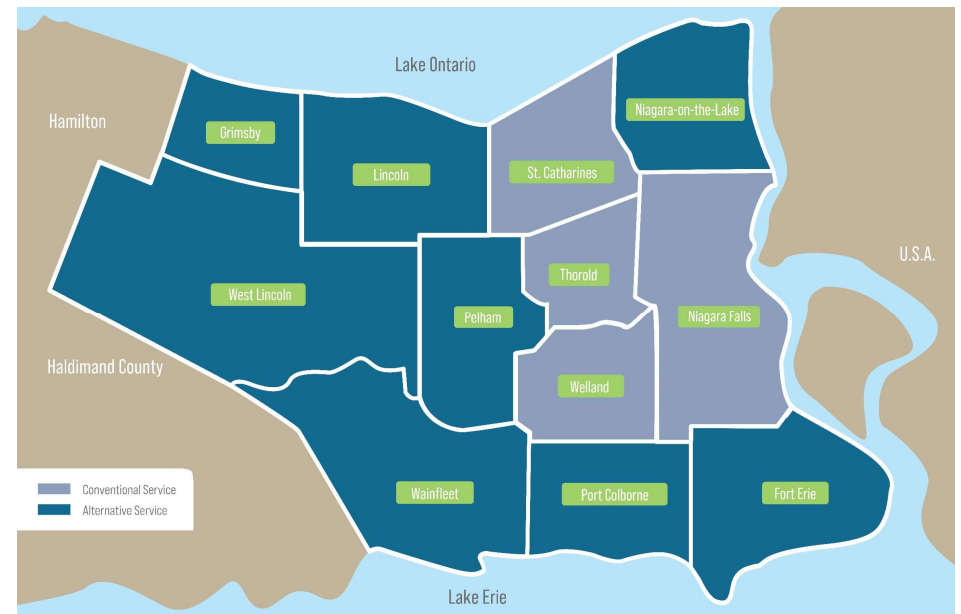 Lake Ontario
Hamilton
Grimsby
Niagara-on-the-Lake
Lincoln
St. Catharines
U.S.A.
West Lincoln
Thorold
Pelham
Niagara Falls
Haldimand County
Welland
Wainfleet
Port Colborne
Fort Erie
Conventional Service
Alternative Service
Lake Erie